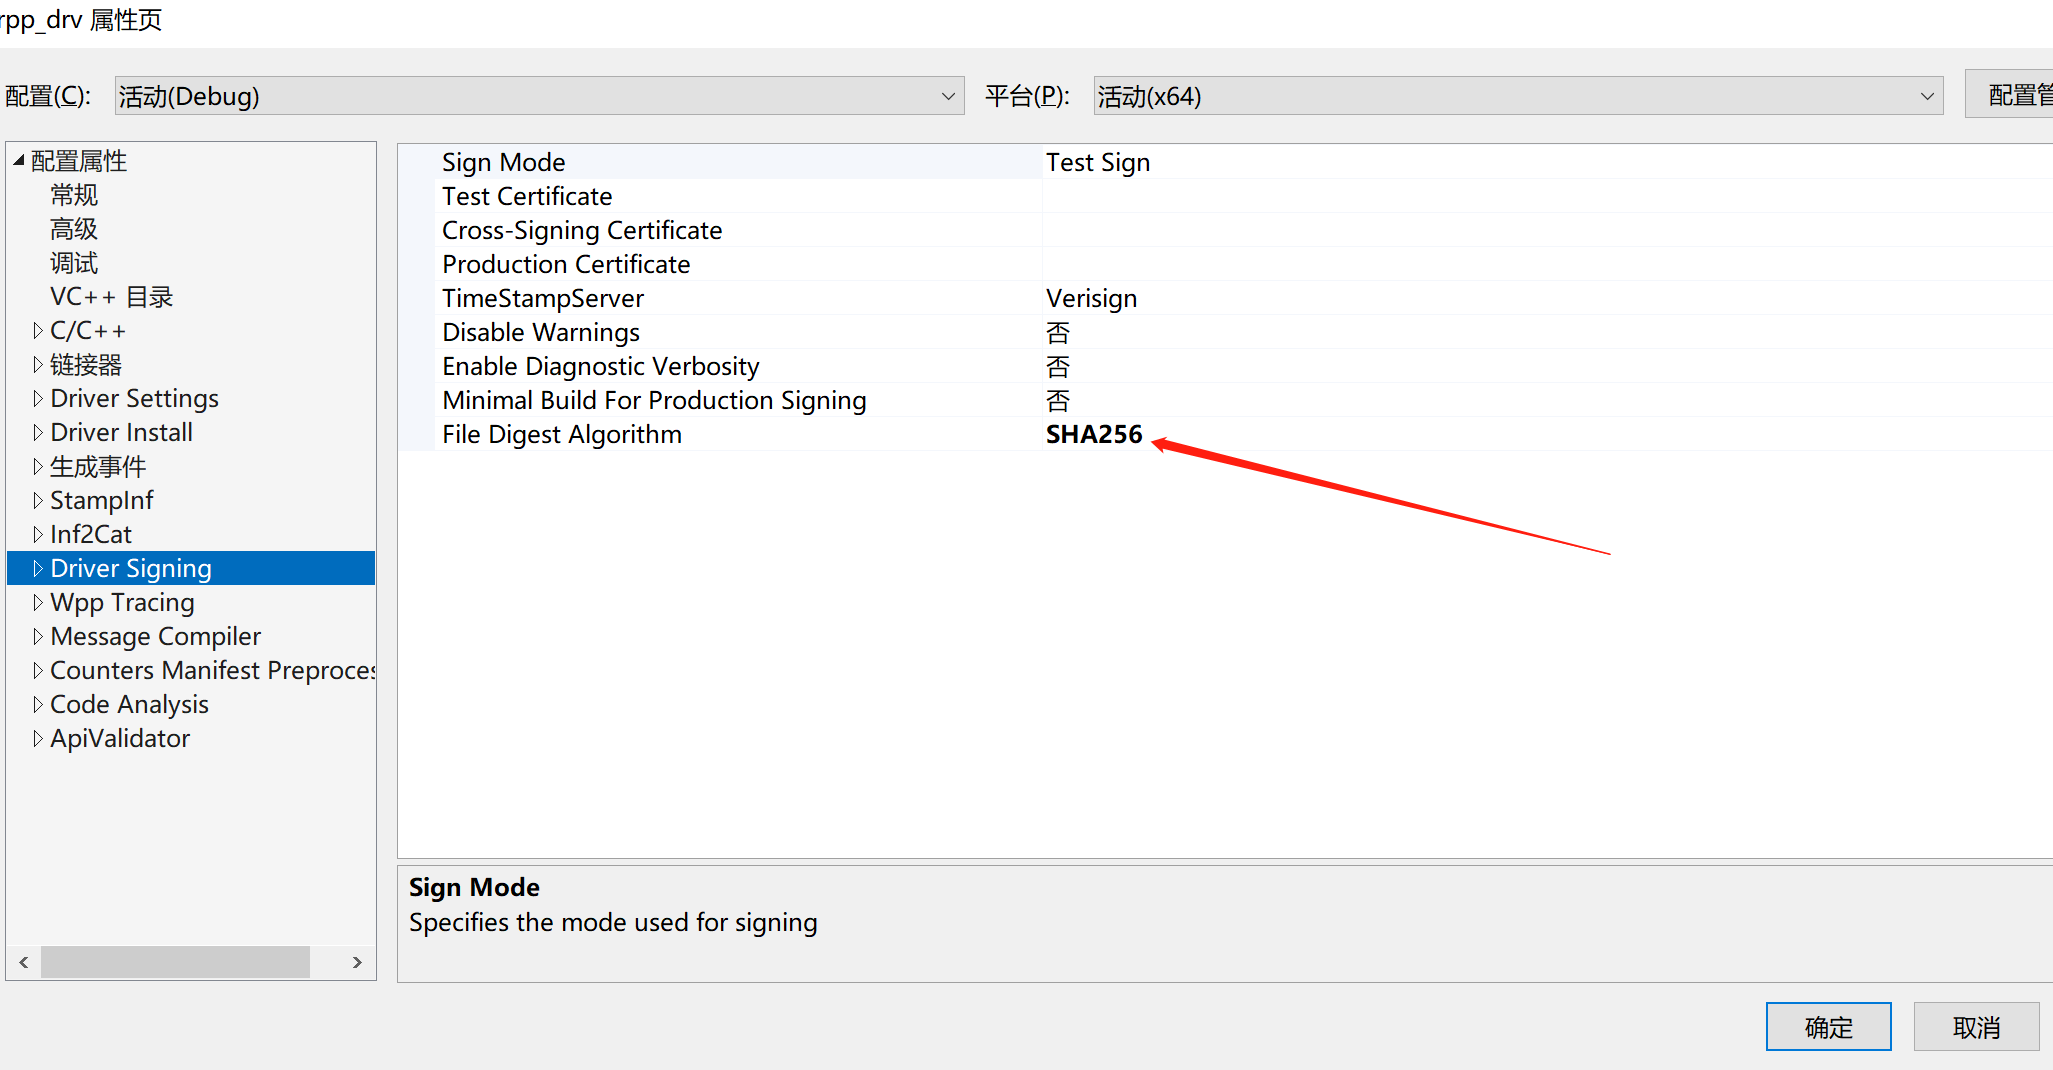 rpp_drv 属性页
配置(C): 活动(Debug) 平台(P): 活动(x64) 配置管
配置属性
常规
高级
调试
VC++ 目录
C/C++
链接器
Driver Settings
Driver Install
生成事件
StampInf
Inf2Cat
Driver Signing
Wpp Tracing
Message Compiler
Counters Manifest Preproces
Code Analysis
ApiValidator
Sign Mode Test Sign
Test Certificate
Cross-Signing Certificate
Production Certificate
TimeStampServer Verisign
Disable Warnings 否
Enable Diagnostic Verbosity 否
Minimal Build For Production Signing 否
File Digest Algorithm SHA256
Sign Mode
Specifies the mode used for signing
确定 取消